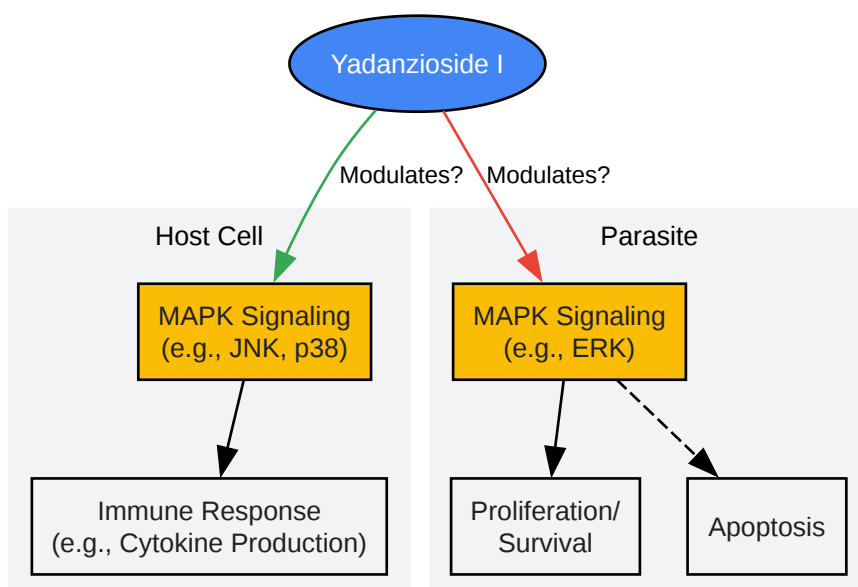 Yadanzioside I
Modulates?
Modulates?
Host Cell
Parasite
MAPK Signaling
(e.g., JNK, p38)
MAPK Signaling
(e.g., ERK)
Immune Response
(e.g., Cytokine Production)
Proliferation/
Survival
Apoptosis